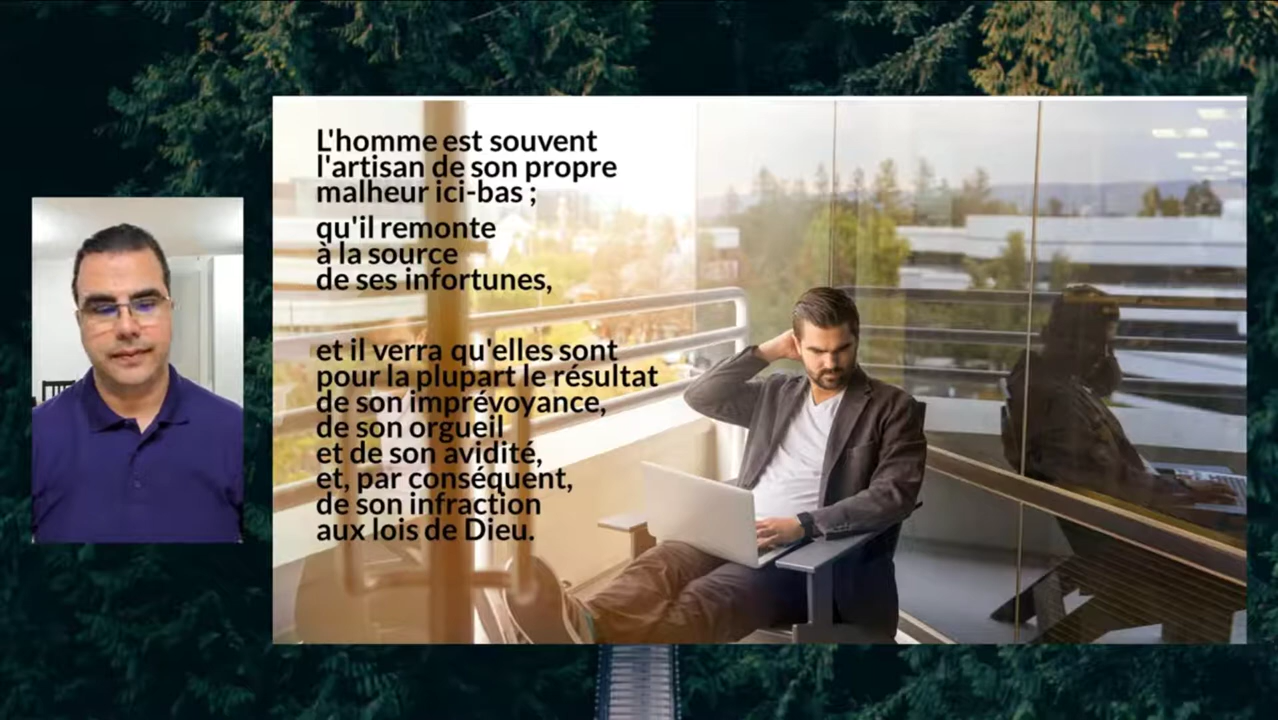 L'homme est souvent
l'artisan de son propre
malheur ici-bas ;
qu'il remonte
à la source
de ses infortunes,
et il verra qu'elles sont
pour la plupart le résultat
de son imprévoyance,
de son orgueil
et de son avidité,
et, par conséquent,
de son infraction
aux lois de Dieu.